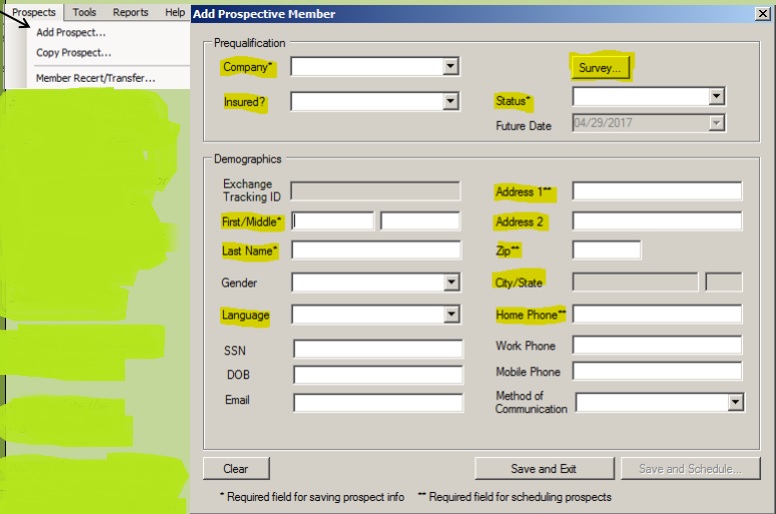 Prospects Tools Reports Help
Add Prospect...
Copy Prospect...
Member Recert/Transfer...
Add Prospective Member
Prequalification
Company*
Survey...
Insured?
Status*
Future Date 04/29/2017
Demographics
Exchange
Tracking ID
Address 1**
First/Middle*
Address 2
Last Name*
Zip**
Gender
City/State
Language
Home Phone**
SSN
Work Phone
DOB
Mobile Phone
Email
Method of
Communication
Clear
Save and Exit
Save and Schedule...
* Required field for saving prospect info ** Required field for scheduling prospects